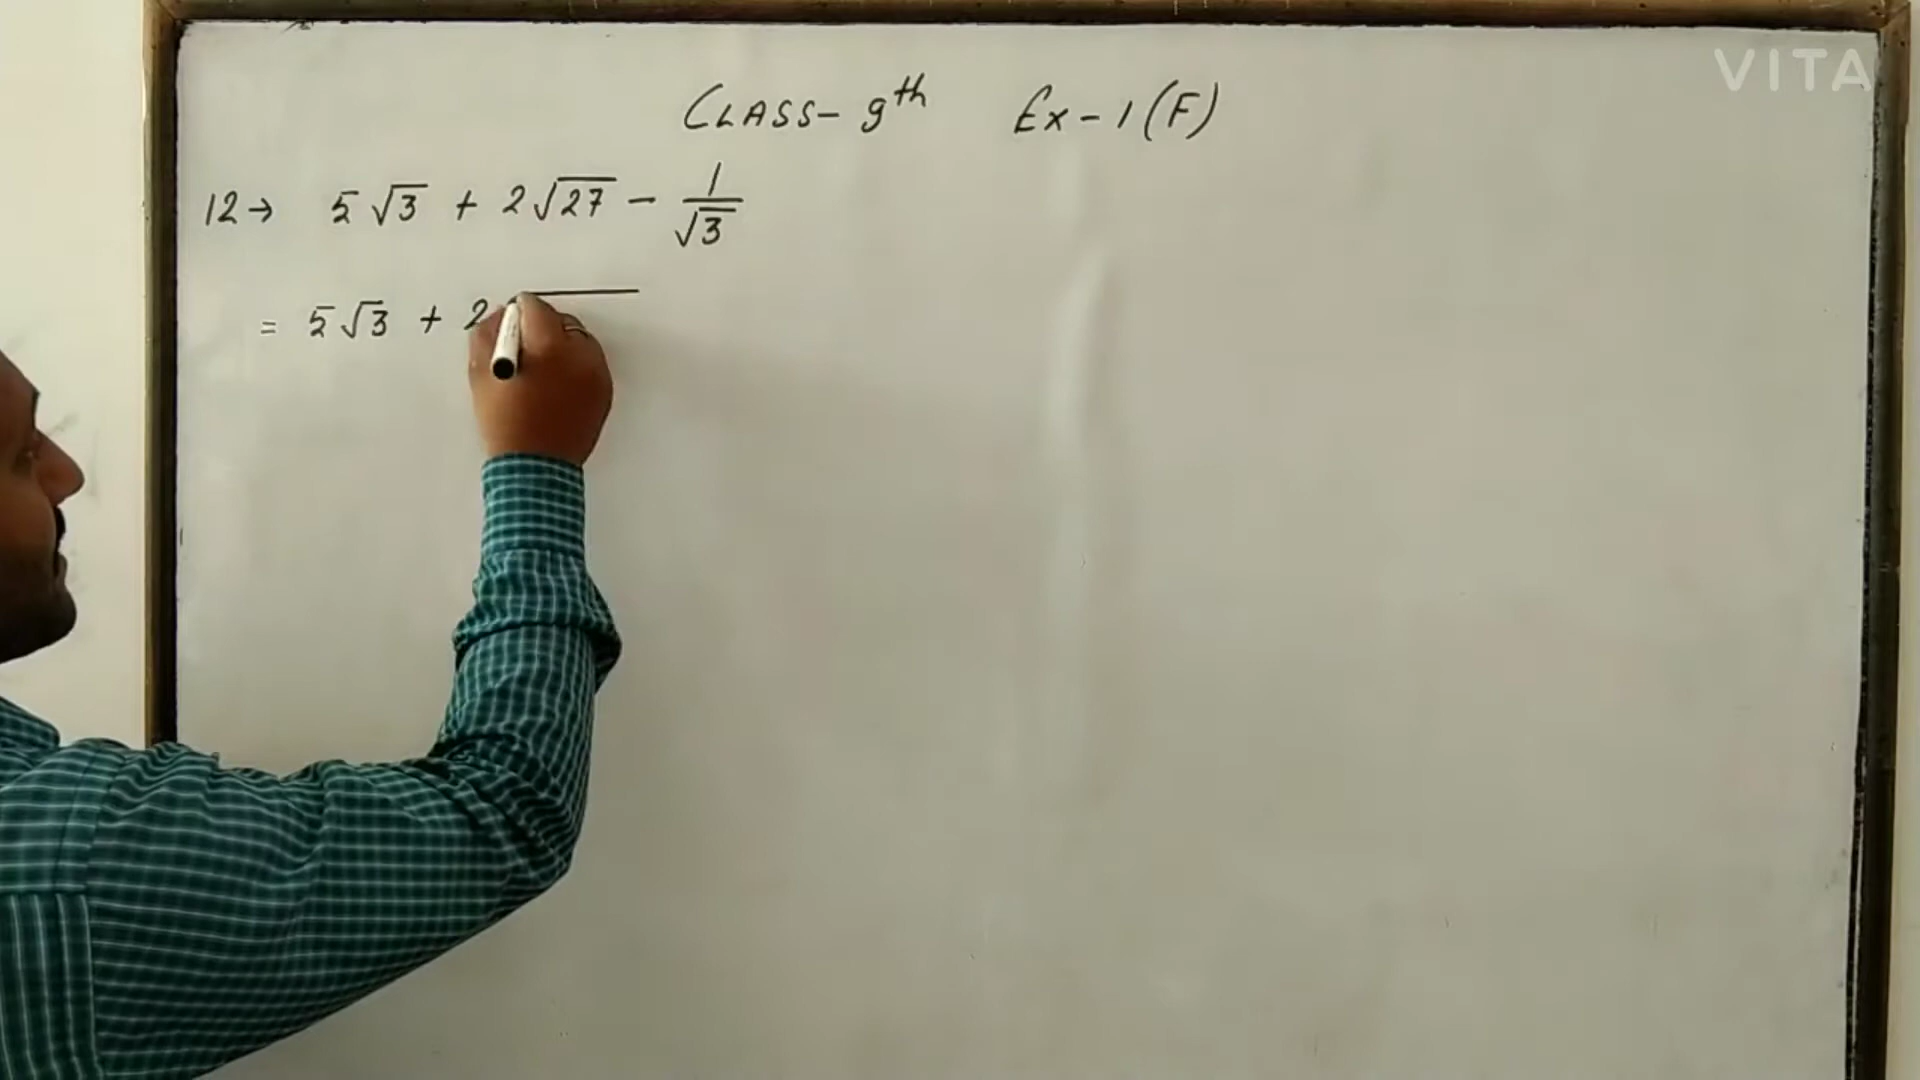 VITA
CLASS-9th Ex-1(F)
12→ 5√3 + 2√27 - 1/√3
= 5√3 + 2